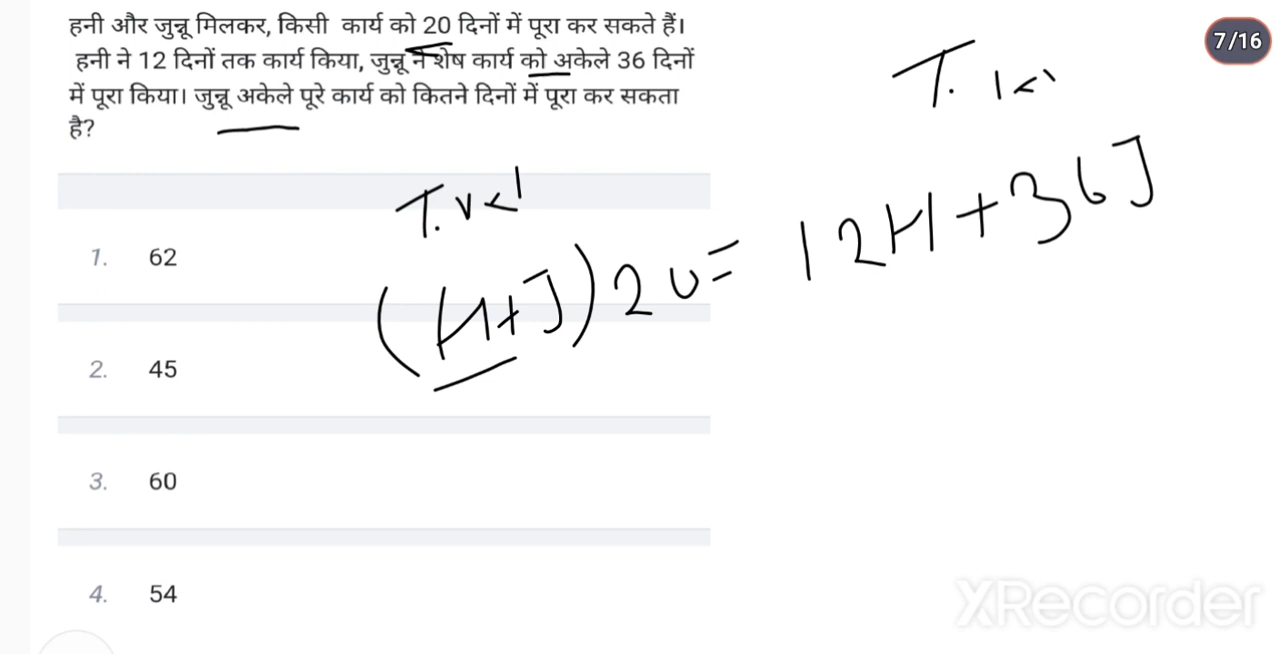 हनी और जुन्नू मिलकर, किसी कार्य को 20 दिनों में पूरा कर सकते हैं।
हनी ने 12 दिनों तक कार्य किया, जुन्नू ने शेष कार्य को अकेले 36 दिनों
में पूरा किया। जुन्नू अकेले पूरे कार्य को कितने दिनों में पूरा कर सकता
है?
7/16
T.
T.
(H+J)20= 12H+36J
1. 62
2. 45
3. 60
4. 54
XRecorder